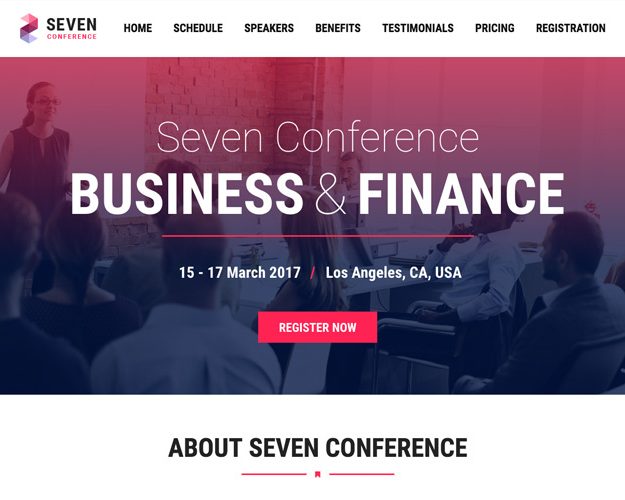 SEVEN
CONFERENCE
HOME SCHEDULE SPEAKERS BENEFITS TESTIMONIALS PRICING REGISTRATION
Seven Conference
BUSINESS & FINANCE
15 - 17 March 2017 / Los Angeles, CA, USA
REGISTER NOW
ABOUT SEVEN CONFERENCE